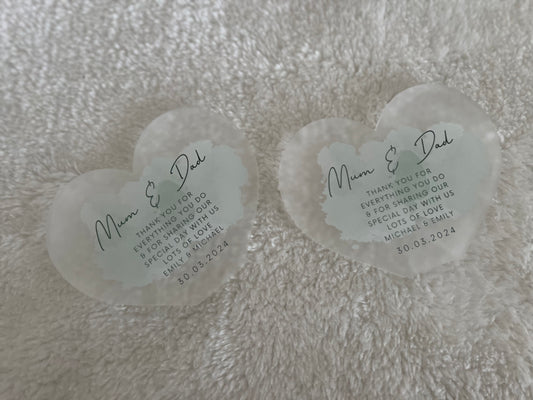 Mum & Dad
THANK YOU FOR
EVERYTHING YOU DO
& FOR SHARING OUR
SPECIAL DAY WITH US
LOTS OF LOVE
EMILY & MICHAEL
30.03.2024
Mum & Dad
THANK YOU FOR
EVERYTHING YOU DO
& FOR SHARING OUR
SPECIAL DAY WITH US
LOTS OF LOVE
MICHAEL & EMILY
30.03.2024